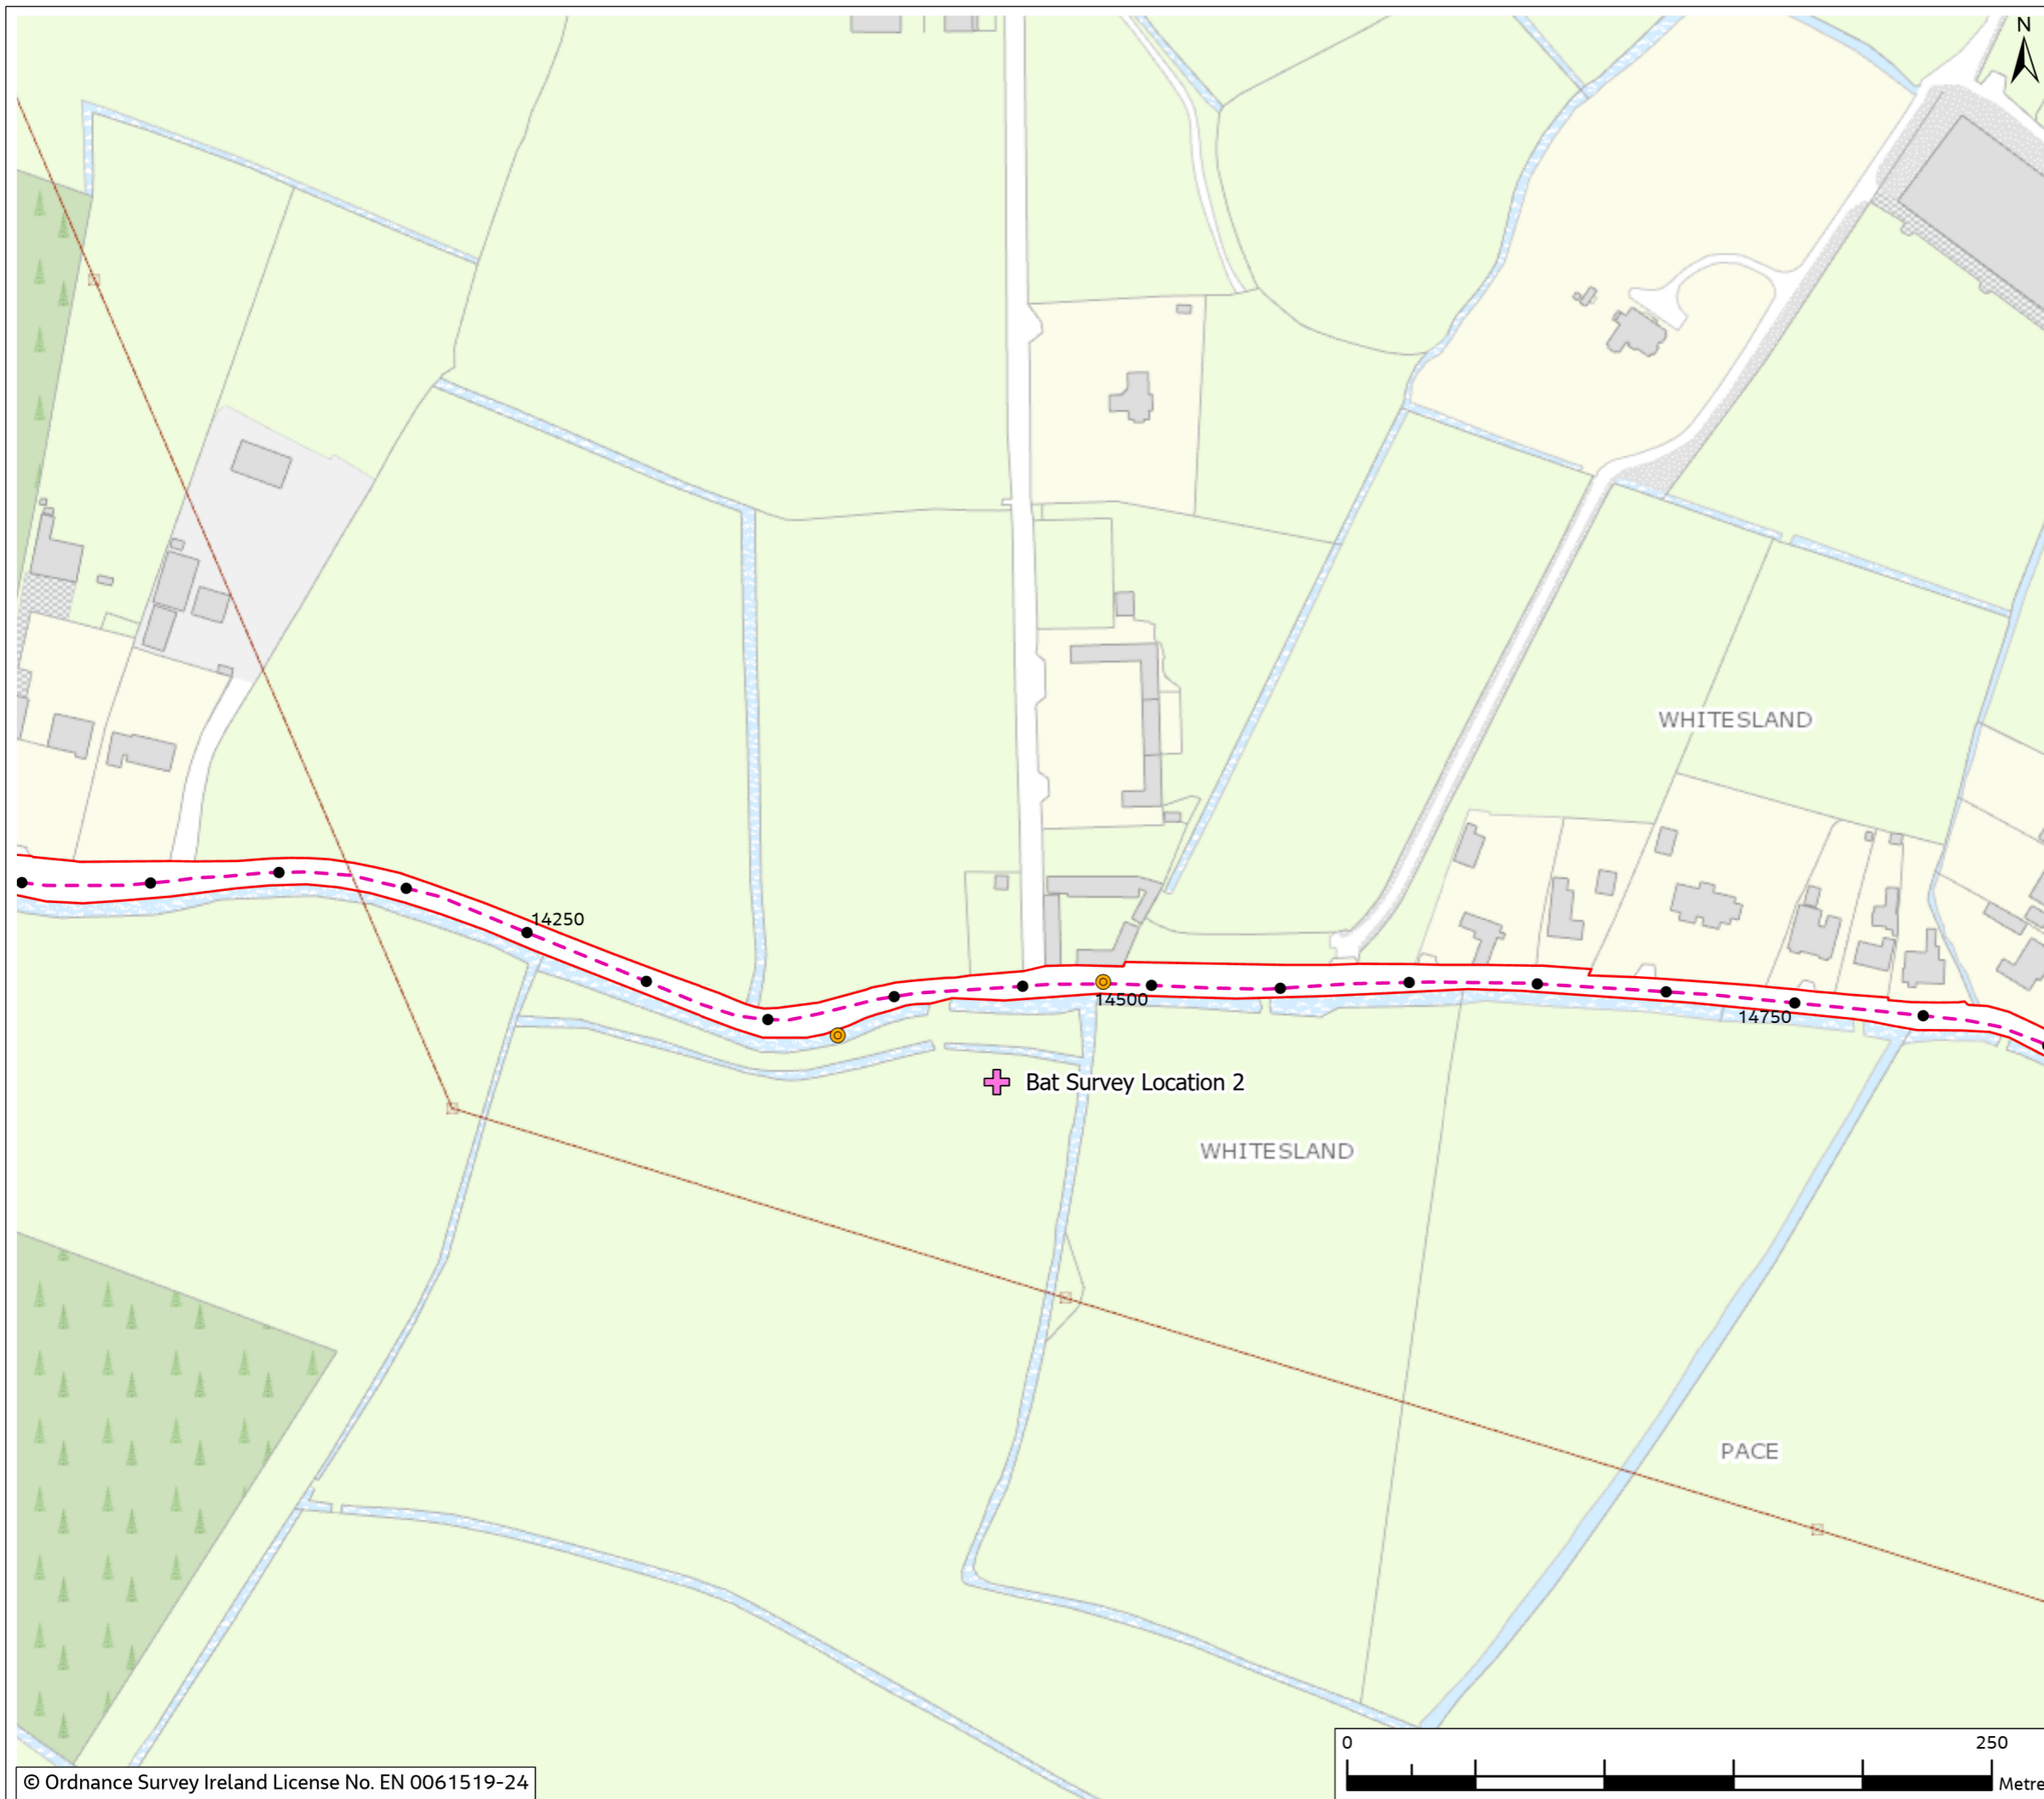 N
WHITESLAND
14250
14500
14750
Bat Survey Location 2
WHITESLAND
PACE
0
250
Metre
© Ordnance Survey Ireland License No. EN 0061519-24